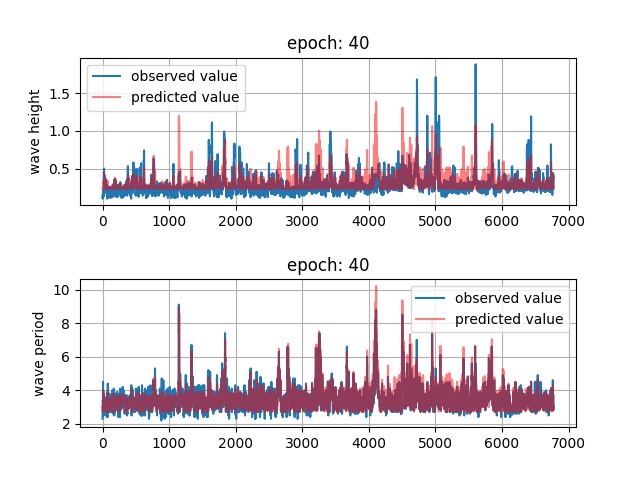 epoch: 40
observed value
predicted value
wave height
1.5
1.0
0.5
0 1000 2000 3000 4000 5000 6000 7000
epoch: 40
observed value
predicted value
wave period
10
8
6
4
2
0 1000 2000 3000 4000 5000 6000 7000